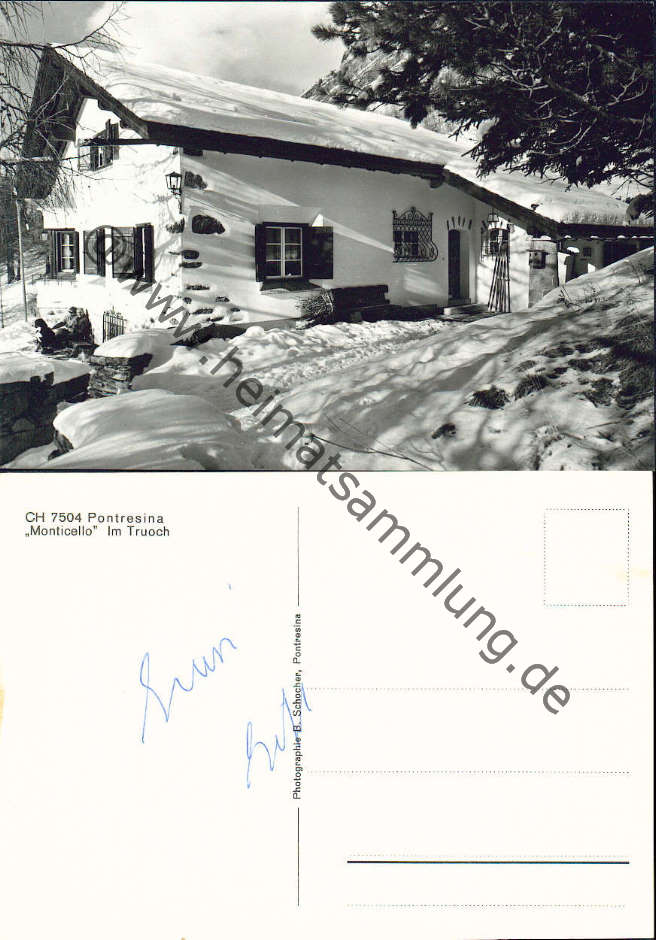 © www.heimatsammlung.de
CH 7504 Pontresina
„Monticello" Im Truoch
Photographie B. Schocher, Pontresina